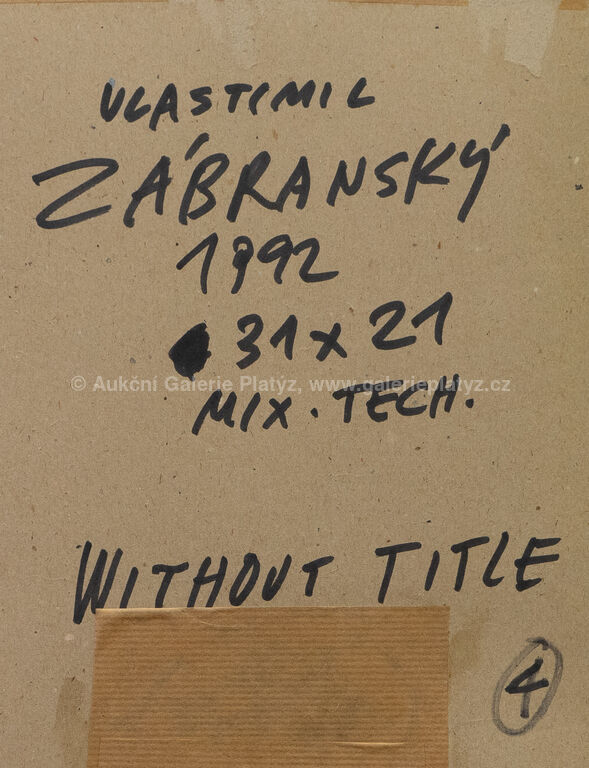 VLASTIMIL
ZÁBRANSKÝ
1992
31 x 21
© Aukční Galerie Platýz, www.galerieplatyz.cz
MIX. TECH.
WITHOUT TITLE
4